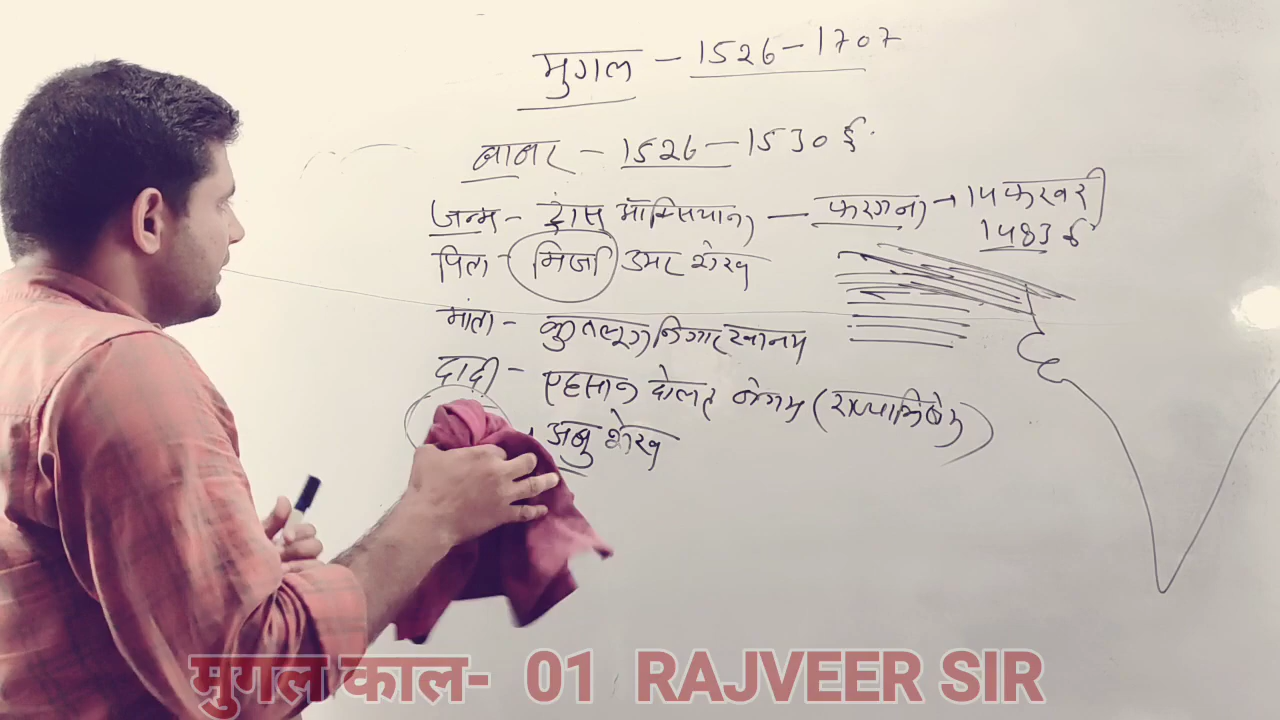 मुगल – 1526 – 1707
बाबर – 1526 – 1530 ई.
जन्म – ट्रांस ऑक्सियाना – फरगना → 14 फरवरी
1483 ई
पिता – मिर्जा उमर शेख
माता – कुतलुग निगार खानम
दादी – एहसान दोलत बेगम (
अबु शेख
मुगल काल- 01 RAJVEER SIR